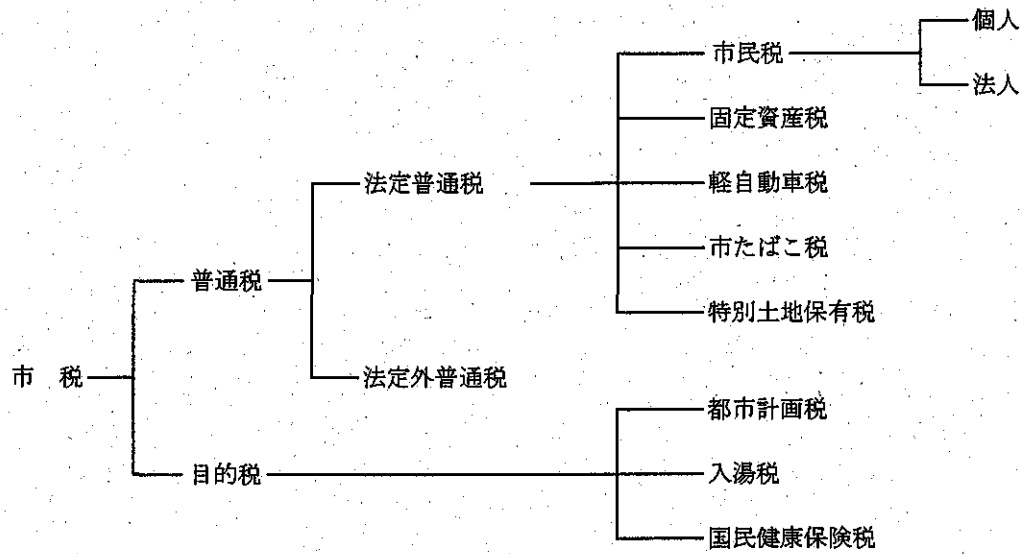 個人
市民税
法人
固定資産税
法定普通税
軽自動車税
市たばこ税
普通税
特別土地保有税
市 税
法定外普通税
都市計画税
目的税
入湯税
国民健康保険税